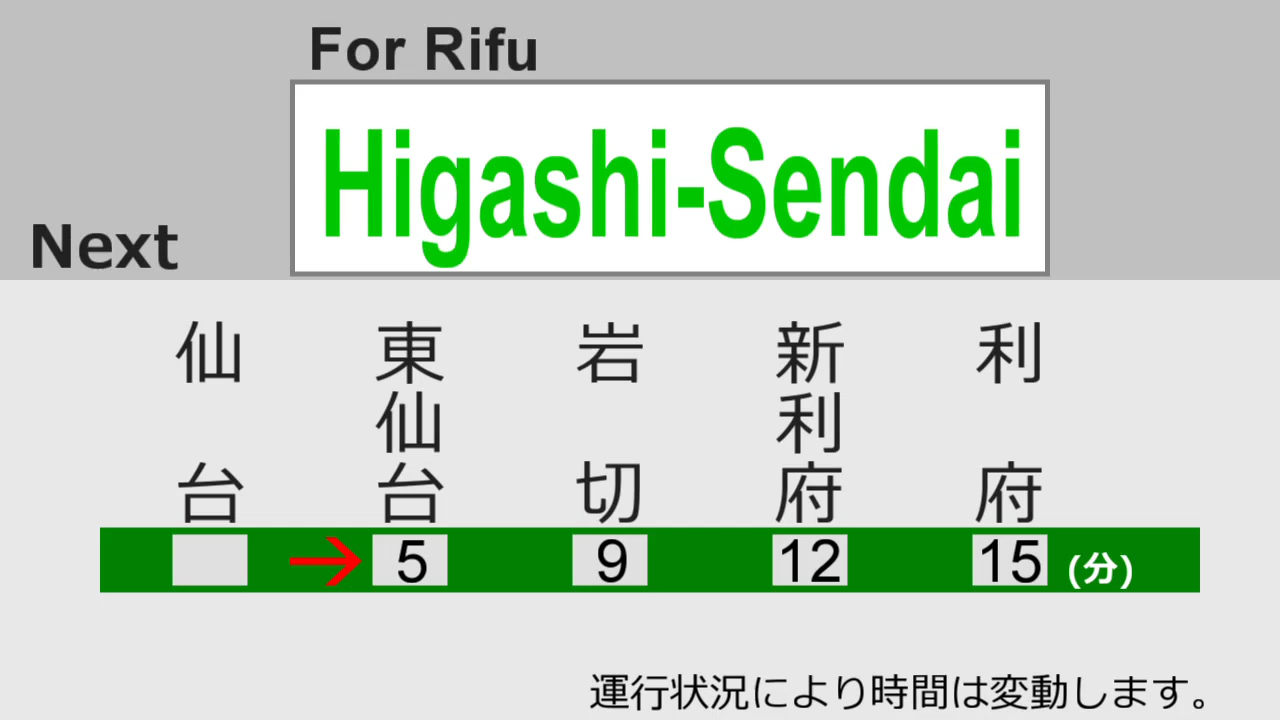 For Rifu
Next
Higashi-Sendai
仙台
東仙台
岩切
新利府
利府
5 9 12 15 (分)
運行状況により時間は変動します。